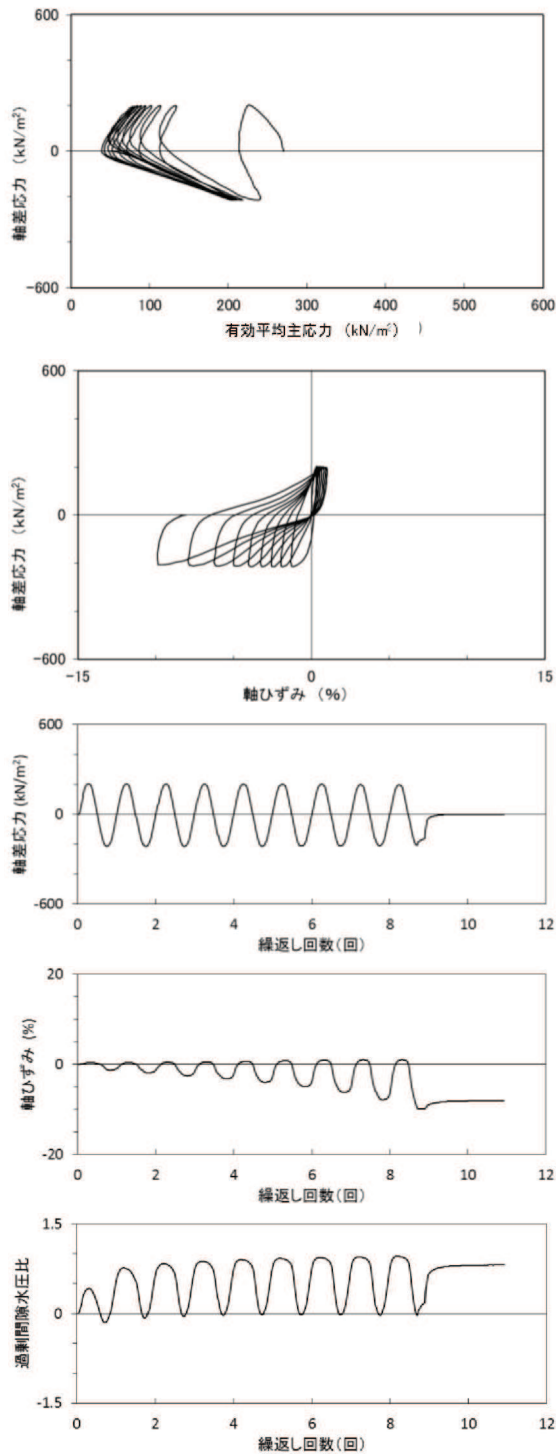 600
0
-600
軸差応力 (kN/m²)
0 100 200 300 400 500 600
有効平均主応力 (kN/㎡) )
600
0
-600
軸差応力 (kN/m²)
-15 0 15
軸ひずみ (%)
600
0
-600
軸差応力 (kN/m²)
0 2 4 6 8 10 12
繰返し回数(回)
20
0
-20
軸ひずみ (%)
0 2 4 6 8 10 12
繰返し回数(回)
1.5
0
-1.5
過剰間隙水圧比
0 2 4 6 8 10 12
繰返し回数(回)